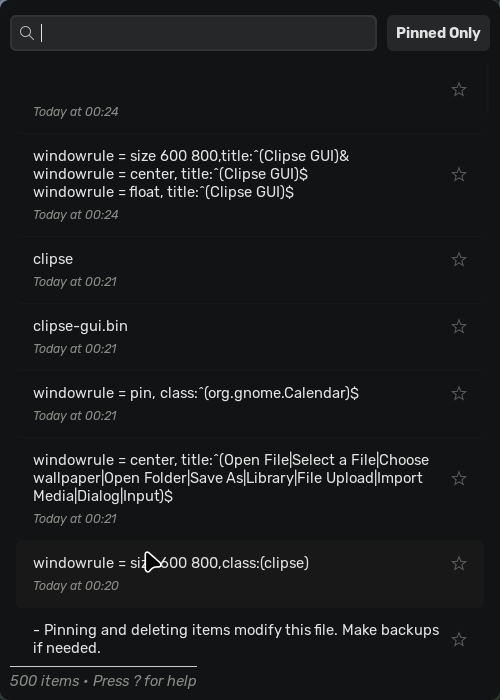 Pinned Only
Today at 00:24
windowrule = size 600 800,title:^(Clipse GUI)&
windowrule = center, title:^(Clipse GUI)$
windowrule = float, title:^(Clipse GUI)$
Today at 00:24
clipse
Today at 00:21
clipse-gui.bin
Today at 00:21
windowrule = pin, class:^(org.gnome.Calendar)$
Today at 00:21
windowrule = center, title:^(Open File|Select a File|Choose
wallpaper|Open Folder|Save As|Library|File Upload|Import
Media|Dialog|Input)$
Today at 00:21
windowrule = size 600 800,class:(clipse)
Today at 00:20
- Pinning and deleting items modify this file. Make backups
if needed.
500 items • Press ? for help